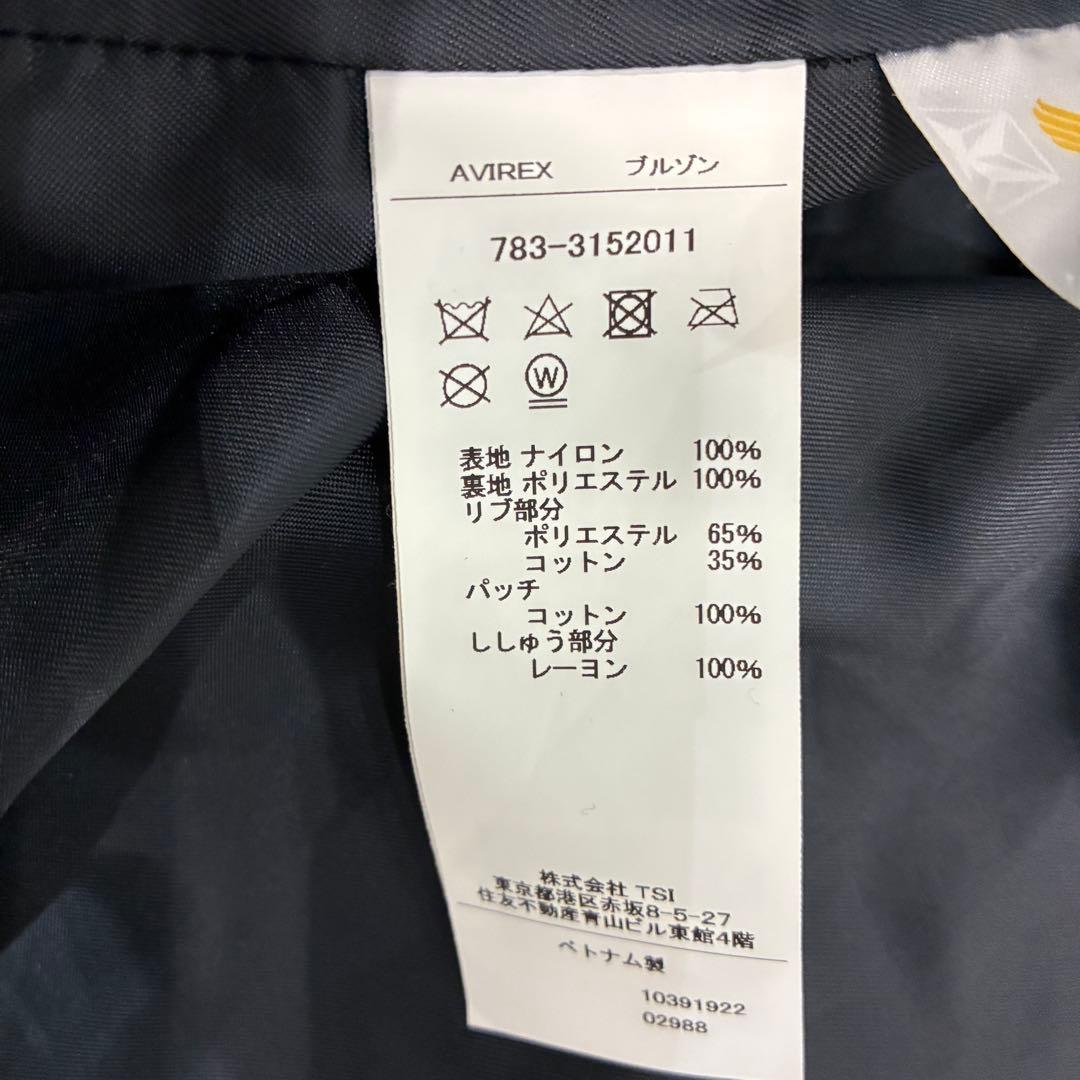 AVIREX ブルゾン
783-3152011
W
表地 ナイロン 100%
裏地 ポリエステル 100%
リブ部分
ポリエステル 65%
コットン 35%
パッチ
コットン 100%
ししゅう部分
レーヨン 100%
株式会社 TSI
東京都港区赤坂8-5-27
住友不動産青山ビル東館4階
ベトナム製
10391922
02988